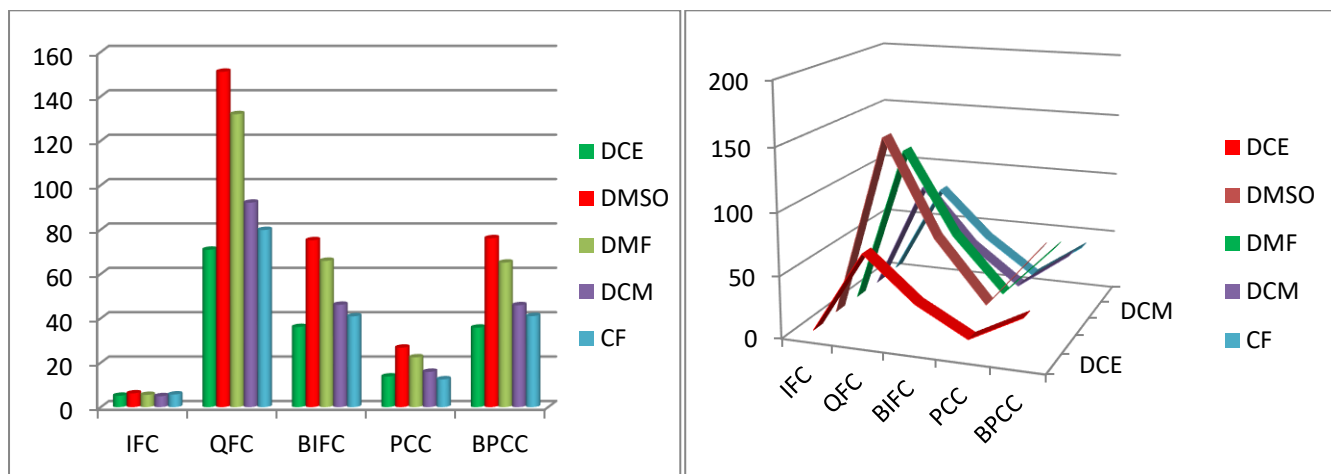 160
140
120
100
80
60
40
20
0
IFC QFC BIFC PCC BPCC
DCE
DMSO
DMF
DCM
CF
200
150
100
50
0
IFC
QFC
BIFC
PCC
BPCC
DCM
DCE
DCE
DMSO
DMF
DCM
CF